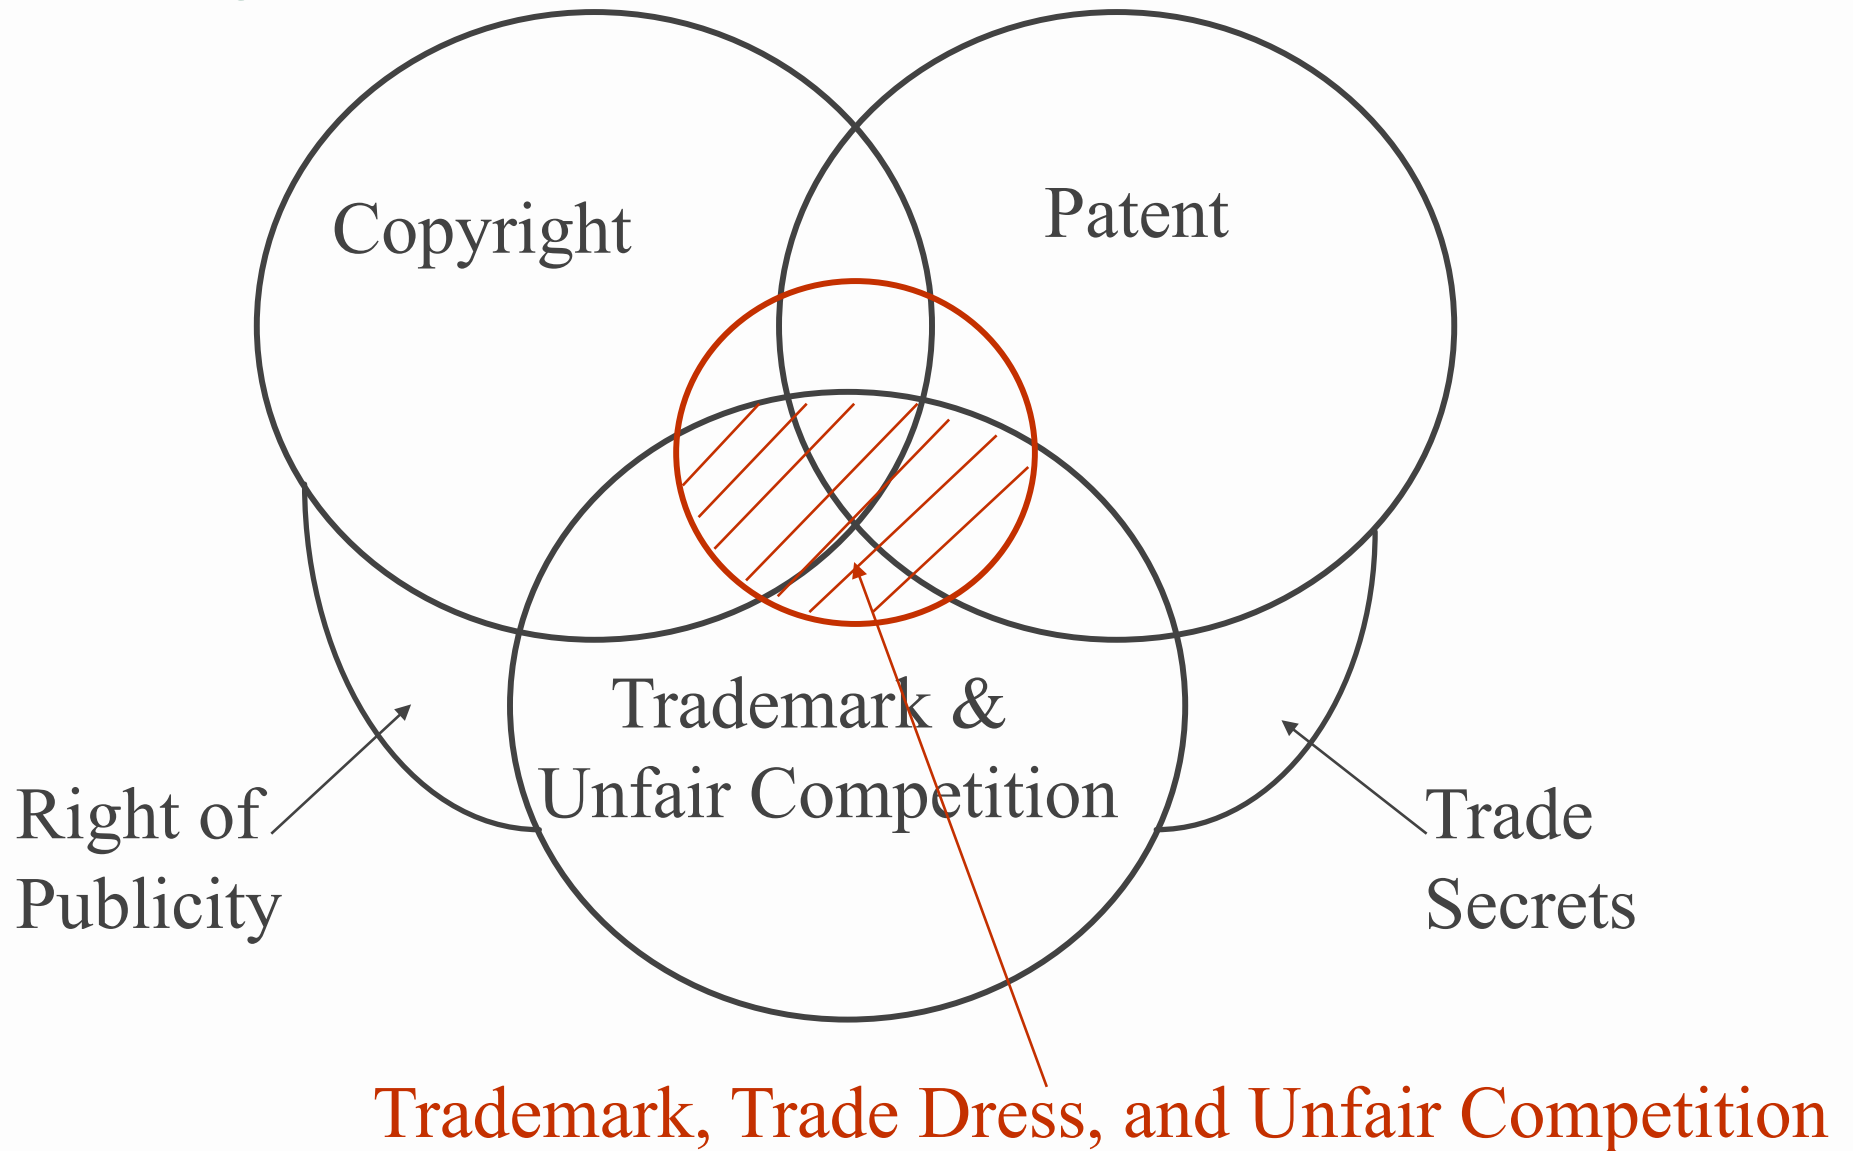 Copyright
Patent
Trademark &
Unfair Competition
Right of
Publicity
Trade
Secrets
Trademark, Trade Dress, and Unfair Competition